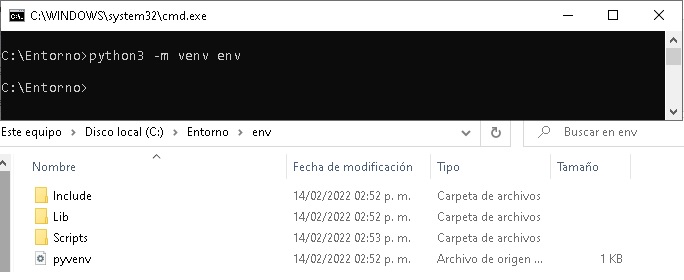 C:\WINDOWS\system32\cmd.exe
C:\Entorno>python3 -m venv env
C:\Entorno>
Este equipo > Disco local (C:) > Entorno > env
Buscar en env
Nombre Fecha de modificación Tipo Tamaño
Include 14/02/2022 02:52 p. m. Carpeta de archivos
Lib 14/02/2022 02:52 p. m. Carpeta de archivos
Scripts 14/02/2022 02:53 p. m. Carpeta de archivos
pyvenv 14/02/2022 02:52 p. m. Archivo de origen ... 1 KB